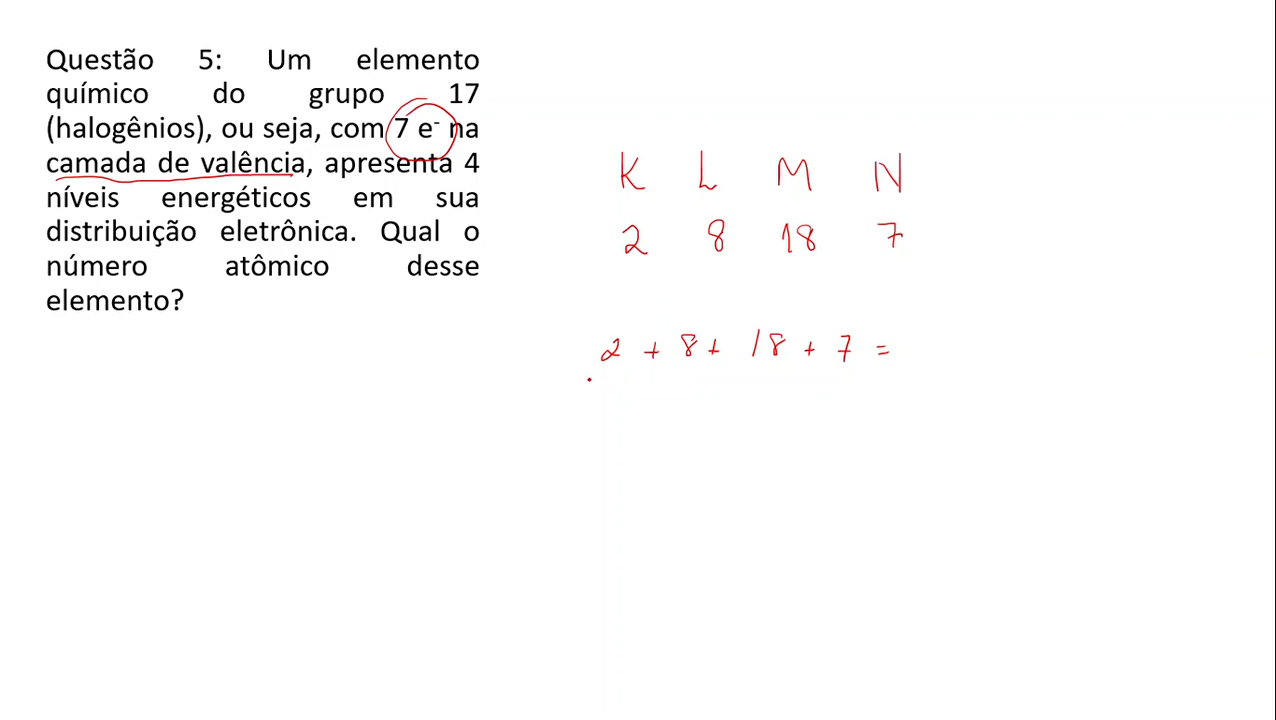 Questão 5: Um elemento
químico do grupo 17
(halogênios), ou seja, com 7 e- na
camada de valência, apresenta 4
níveis energéticos em sua
distribuição eletrônica. Qual o
número atômico desse
elemento?
K L M N
2 8 18 7
2 + 8 + 18 + 7 =